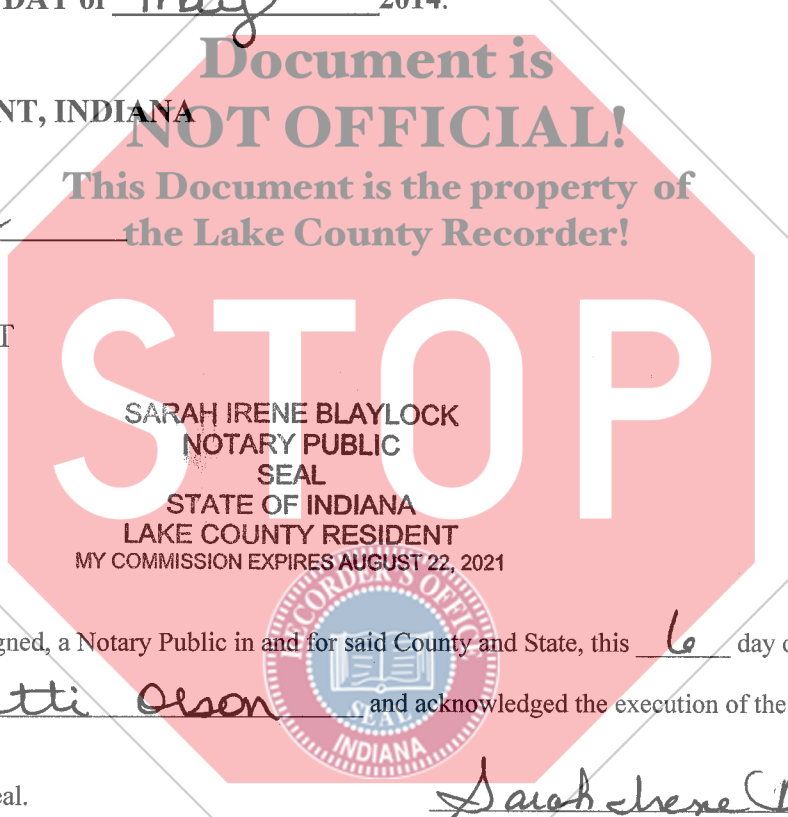 DAY of May 2014.
Document is
NT, INDIANA
NOT OFFICIAL!
This Document is the property of
the Lake County Recorder!
T
STOP
SARAH IRENE BLAYLOCK
NOTARY PUBLIC
SEAL
STATE OF INDIANA
LAKE COUNTY RESIDENT
MY COMMISSION EXPIRES AUGUST 22, 2021
RECORDER'S OFFICE
SEAL
INDIANA
gned, a Notary Public in and for said County and State, this 6 day o
tti Olson and acknowledged the execution of the
eal.
Sarah Irene B